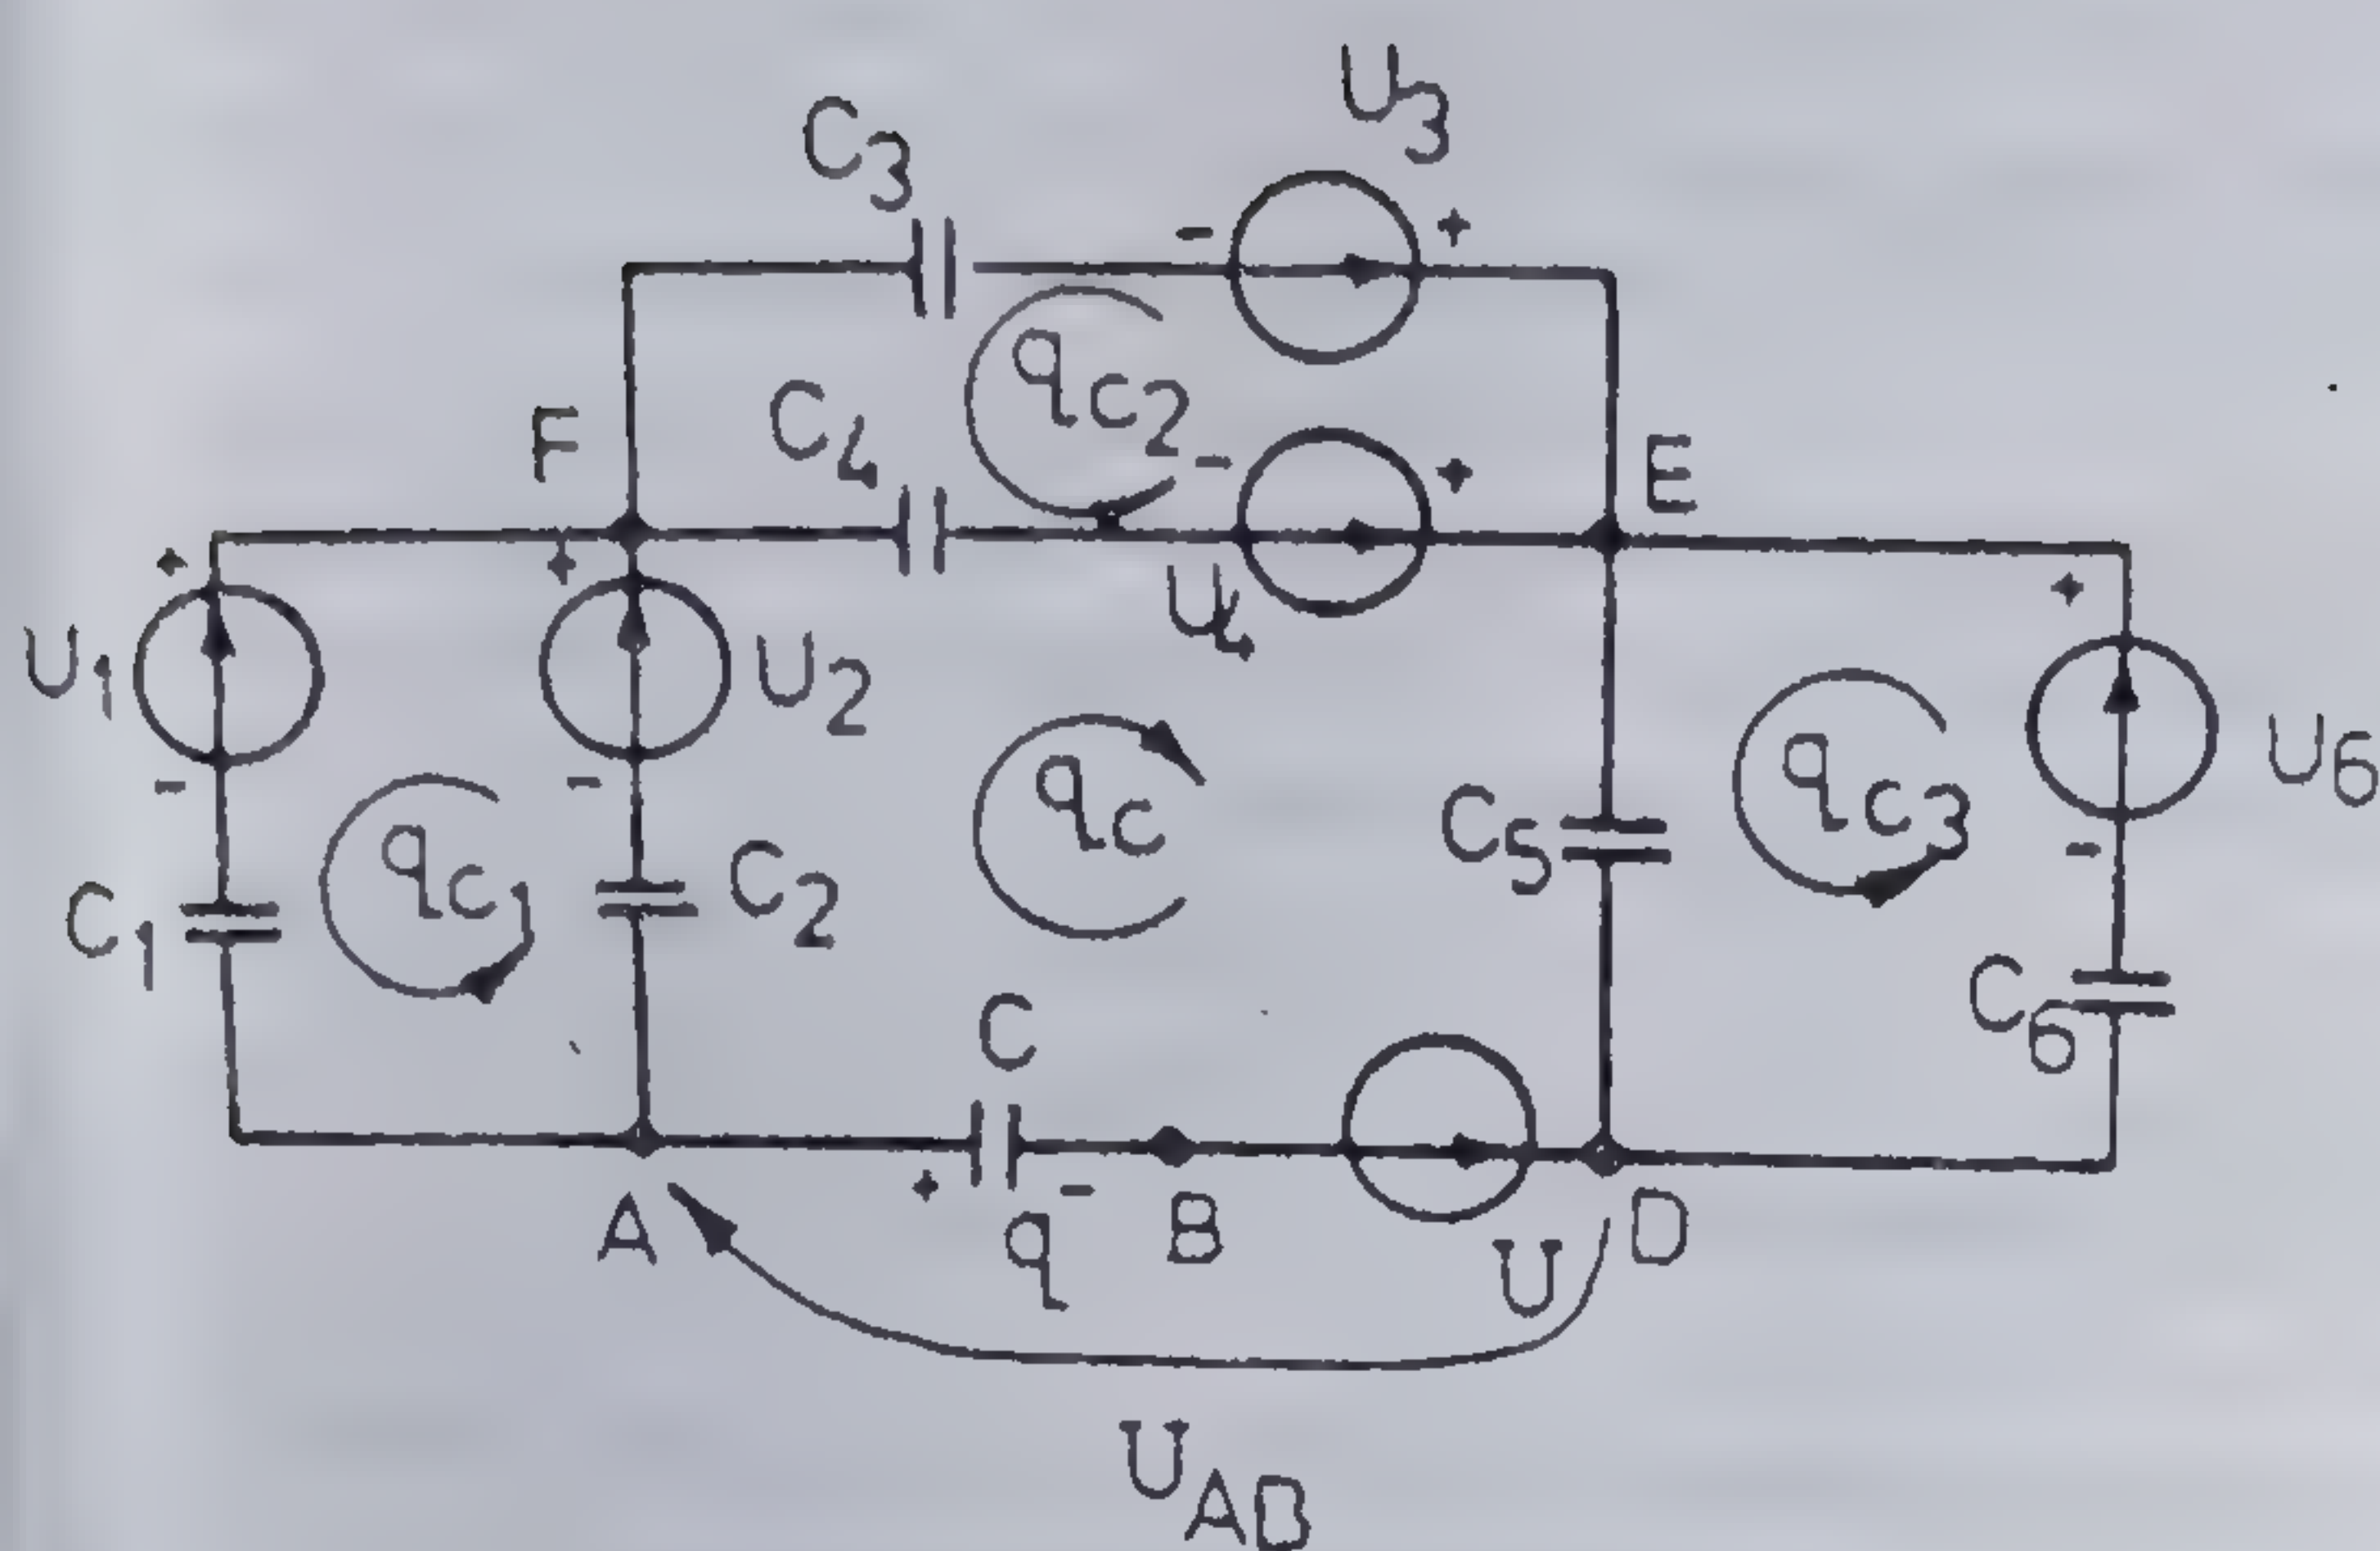 U3
C3
- +
qC2
C4
F
- +
E
U4
+ + +
U1
U2
U6
- - -
qC1
qC
C5
qC3
C1
C2
C6
C
+ -
A
q
B
U
D
UAB